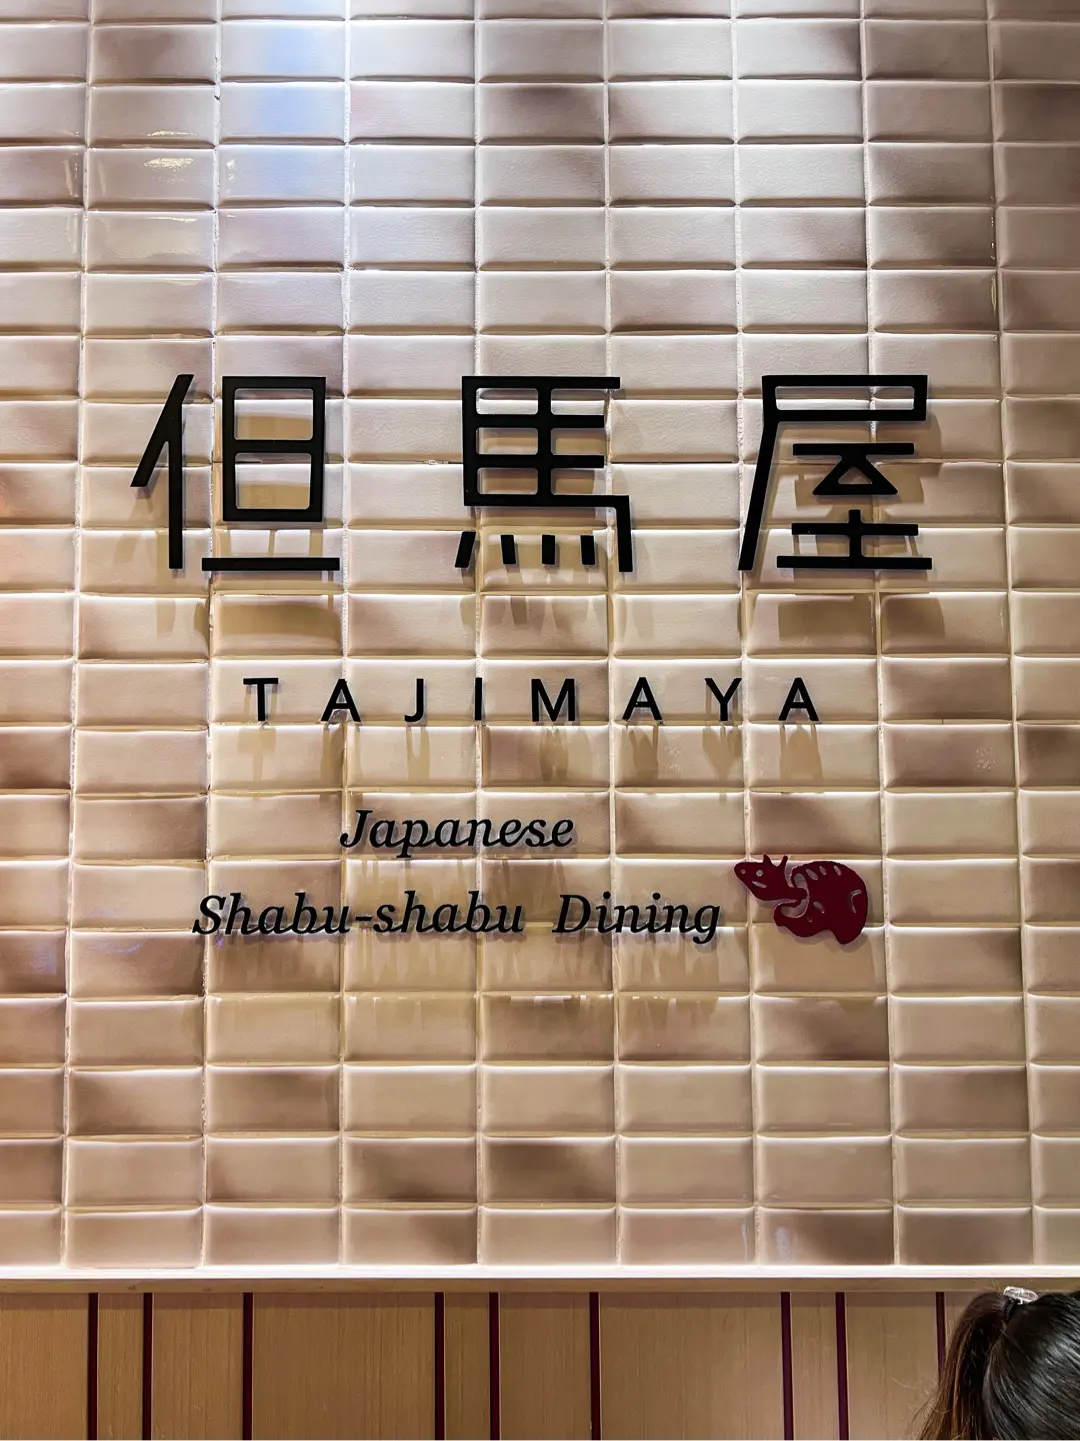 但馬屋
TAJIMAYA
Japanese
Shabu-shabu Dining